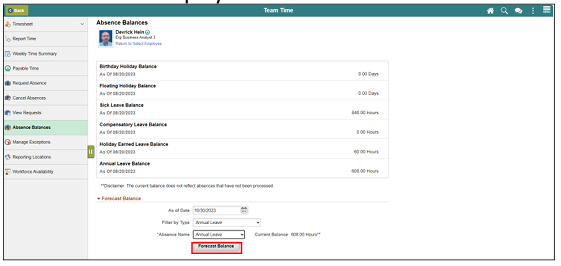 Back
Team Time
Timesheet
Report Time
Weekly Time Summary
Payable Time
Request Absence
Cancel Absences
View Requests
Absence Balances
Manage Exceptions
Reporting Locations
Workforce Availability
Absence Balances
Devrick Hein
Exp Business Analyst 3
Return to Select Employee
Birthday Holiday Balance
As Of 08/20/2023 0.00 Days
Floating Holiday Balance
As Of 08/20/2023 0.00 Days
Sick Leave Balance
As Of 08/20/2023 646.00 Hours
Compensatory Leave Balance
As Of 08/20/2023 0.00 Hours
Holiday Earned Leave Balance
As Of 08/20/2023 60.00 Hours
Annual Leave Balance
As Of 08/20/2023 608.00 Hours
**Disclaimer: The current balance does not reflect absences that have not been processed.
Forecast Balance
As of Date 10/30/2023
Filter by Type Annual Leave
*Absence Name Annual Leave Current Balance 608.00 Hours**
Forecast Balance